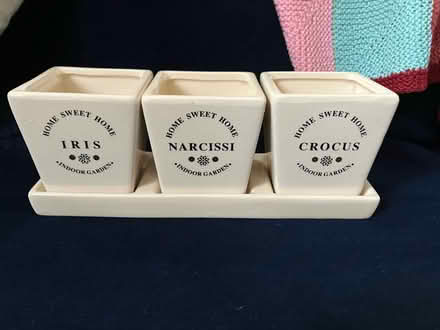 HOME SWEET HOME
IRIS
INDOOR GARDEN
HOME SWEET HOME
NARCISSI
INDOOR GARDEN
HOME SWEET HOME
CROCUS
INDOOR GARDEN